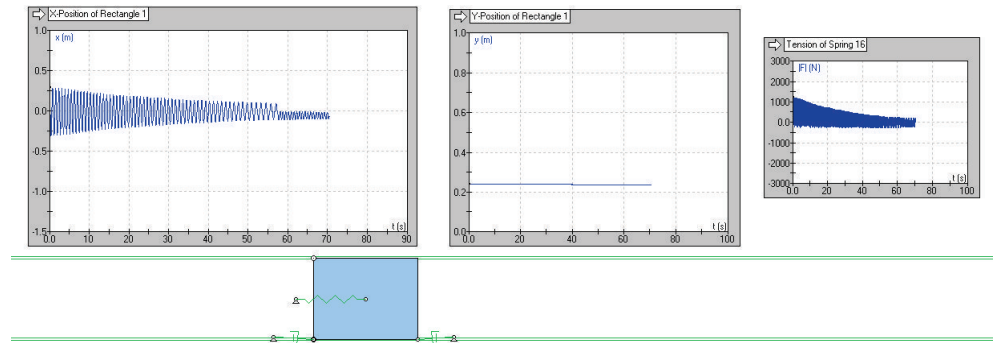 X-Position of Rectangle 1
x (m)
1.0
0.5
0.0
-0.5
-1.0
-1.5
0.0 10 20 30 40 50 60 70 80 90
t (s)
Y-Position of Rectangle 1
y (m)
1.0
0.8
0.6
0.4
0.2
0.0
0.0 20 40 60 80 100
t (s)
Tension of Spring 16
|F| (N)
3000
2000
1000
0
-1000
-2000
-3000
0.0 20 40 60 80 100
t (s)